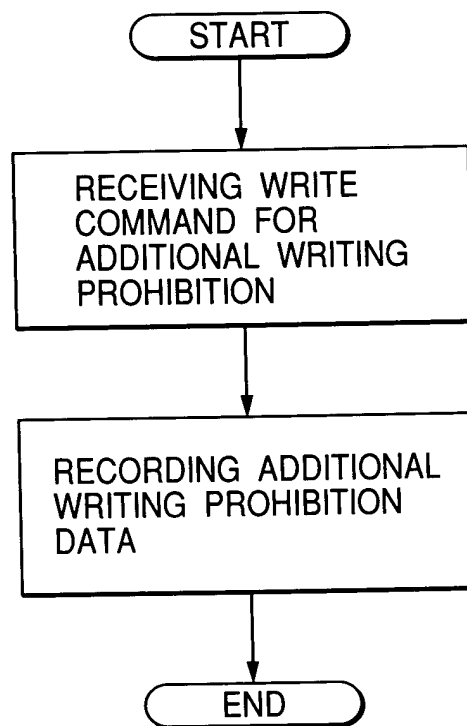 START
RECEIVING WRITE
COMMAND FOR
ADDITIONAL WRITING
PROHIBITION
RECORDING ADDITIONAL
WRITING PROHIBITION
DATA
END